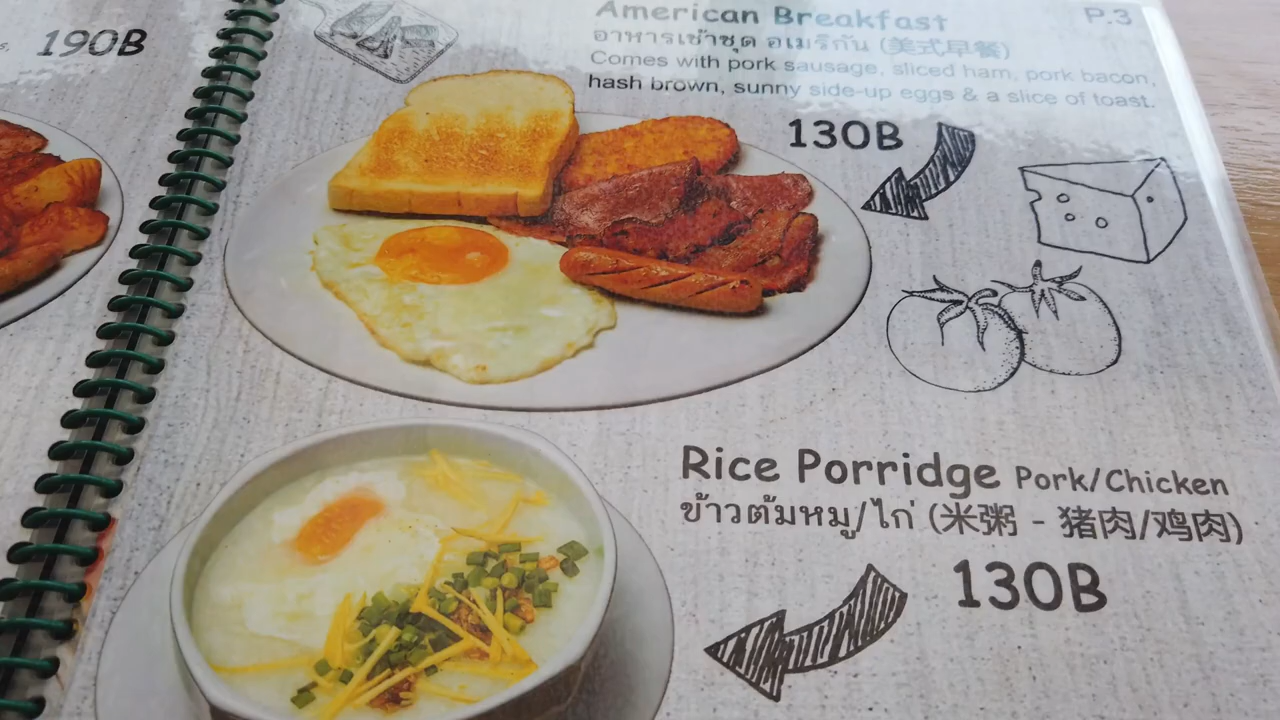 190B
American Breakfast
P.3
อาหารเช้าชุด อเมริกัน (美式早餐)
Comes with pork sausage, sliced ham, pork bacon,
hash brown, sunny side-up eggs & a slice of toast.
130B
Rice Porridge Pork/Chicken
ข้าวต้มหมู/ไก่ (米粥 - 猪肉/鸡肉)
130B